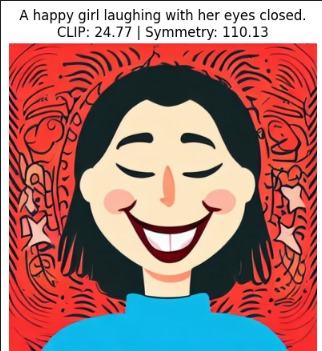 A happy girl laughing with her eyes closed.
CLIP: 24.77 | Symmetry: 110.13